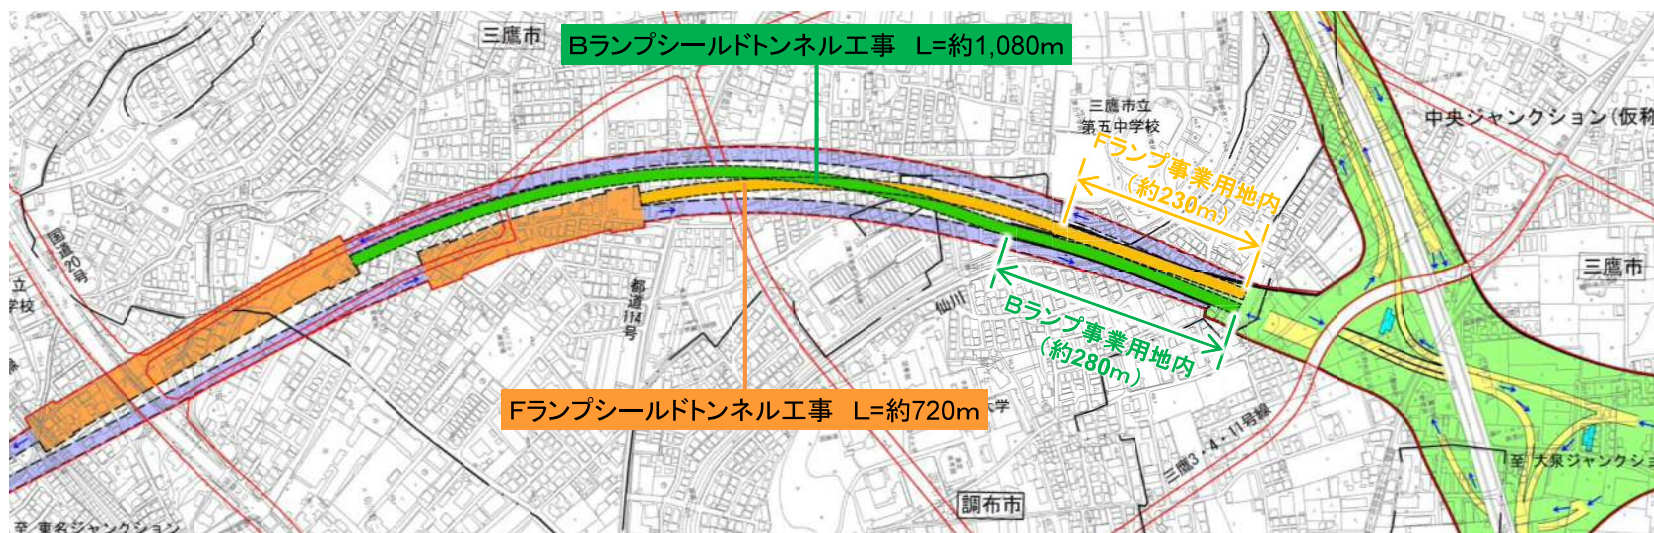 三鷹市
Bランプシールドトンネル工事 L=約1,080m
三鷹市立
第五中学校
中央ジャンクション(仮称
Fランプ事業用地内
(約230m)
国道20号
立
学校
都道114号
仙川
三鷹市
Bランプ事業用地内
(約280m)
Fランプシールドトンネル工事 L=約720m
大学
三鷹3・4・11号線
至 大泉ジャンクショ
調布市
至 東名ジャンクション